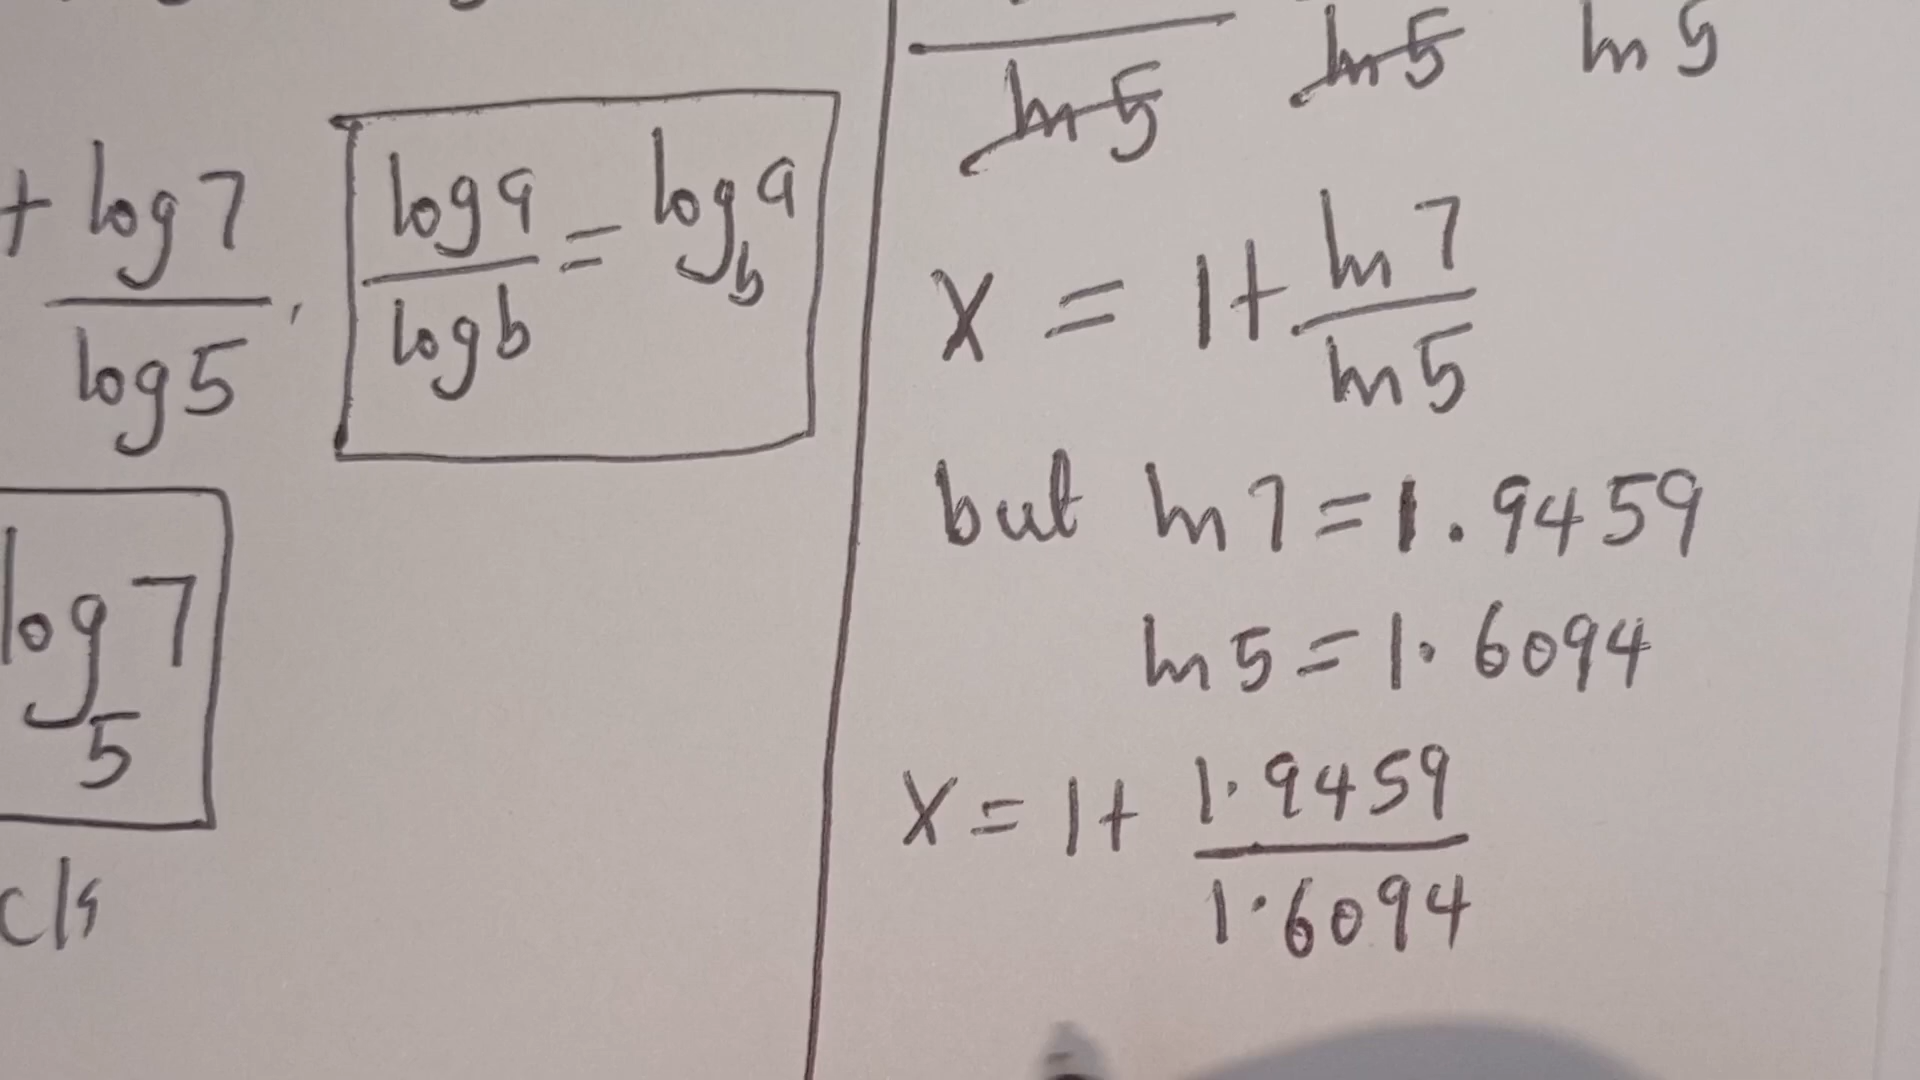 + log 7
log 5
log a / log b = log_b a
log_5 7
ck
ln 5 ln 5 ln 5
x = 1 + ln 7 / ln 5
but ln 7 = 1.9459
ln 5 = 1.6094
x = 1 + 1.9459 / 1.6094